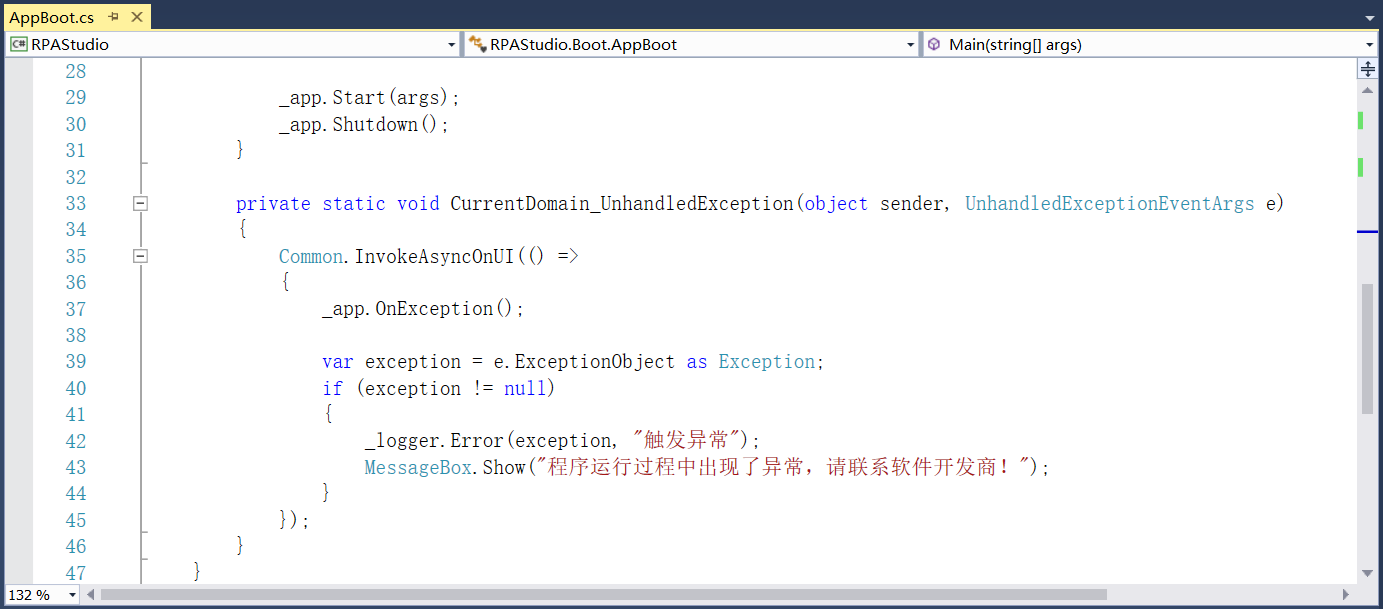 AppBoot.cs
C# RPAStudio
RPAStudio.Boot.AppBoot
Main(string[] args)
28
29 _app.Start(args);
30 _app.Shutdown();
31 }
32
33 private static void CurrentDomain_UnhandledException(object sender, UnhandledExceptionEventArgs e)
34 {
35 Common.InvokeAsyncOnUI(() =>
36 {
37 _app.OnException();
38
39 var exception = e.ExceptionObject as Exception;
40 if (exception != null)
41 {
42 _logger.Error(exception, "触发异常");
43 MessageBox.Show("程序运行过程中出现了异常，请联系软件开发商！");
44 }
45 });
46 }
47 }
132 %